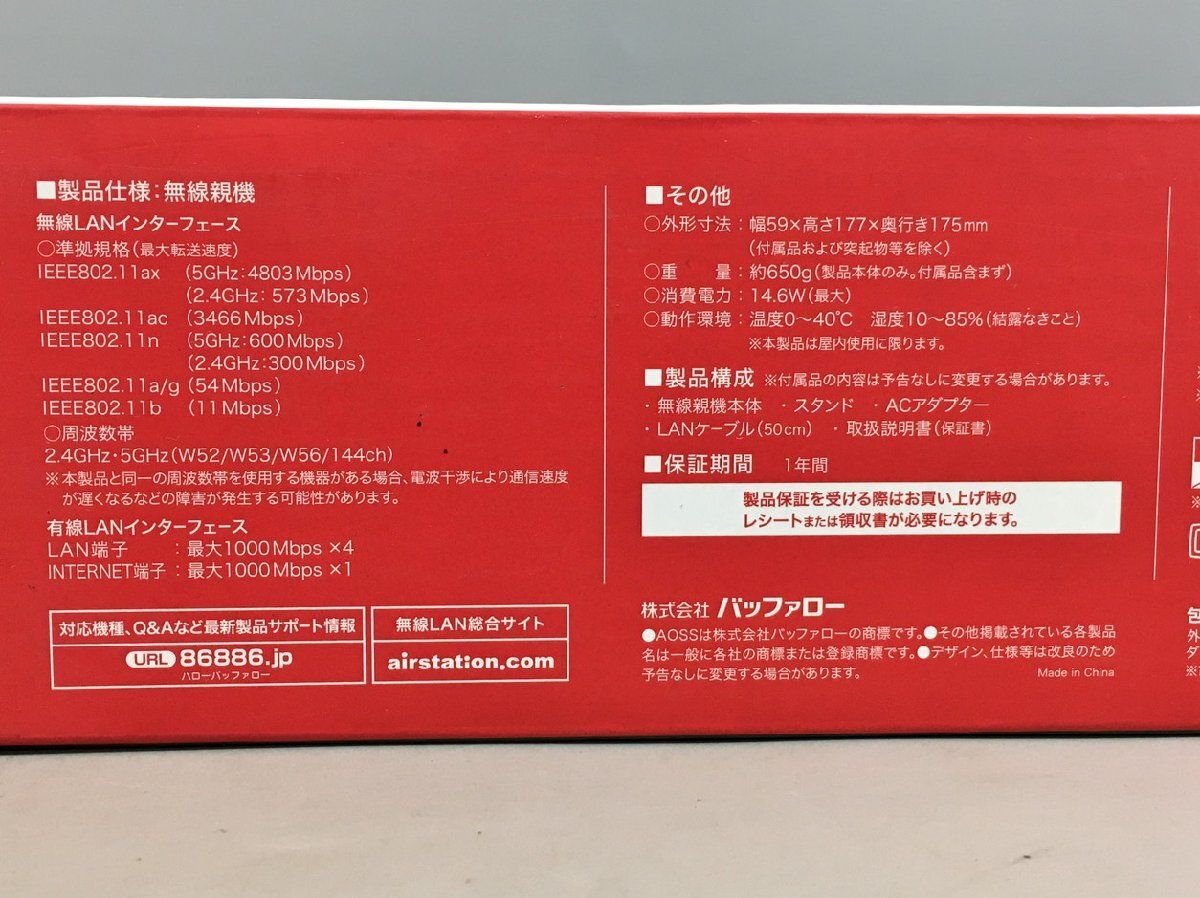 ■製品仕様：無線親機
無線LANインターフェース
○準拠規格（最大転送速度）
IEEE802.11ax （5GHz：4803Mbps）
（2.4GHz：573Mbps）
IEEE802.11ac （3466Mbps）
IEEE802.11n （5GHz：600Mbps）
（2.4GHz：300Mbps）
IEEE802.11a/g （54Mbps）
IEEE802.11b （11Mbps）
○周波数帯
2.4GHz・5GHz（W52/W53/W56/144ch）
※本製品と同一の周波数帯を使用する機器がある場合、電波干渉により通信速度
が遅くなるなどの障害が発生する可能性があります。
有線LANインターフェース
LAN端子 ：最大1000Mbps ×4
INTERNET端子：最大1000Mbps ×1
対応機種、Q&Aなど最新製品サポート情報
URL 86886.jp
ハローバッファロー
無線LAN総合サイト
airstation.com
■その他
○外形寸法：幅59×高さ177×奥行き175mm
（付属品および突起物等を除く）
○重 量：約650g（製品本体のみ。付属品含まず）
○消費電力：14.6W（最大）
○動作環境：温度0～40℃ 湿度10～85%（結露なきこと）
※本製品は屋内使用に限ります。
■製品構成 ※付属品の内容は予告なしに変更する場合があります。
・無線親機本体 ・スタンド ・ACアダプター
・LANケーブル（50cm） ・取扱説明書（保証書）
■保証期間 1年間
製品保証を受ける際はお買い上げ時の
レシートまたは領収書が必要になります。
株式会社 バッファロー
●AOSSは株式会社バッファローの商標です。●その他掲載されている各製品
名は一般に各社の商標または登録商標です。●デザイン、仕様等は改良のため
予告なしに変更する場合があります。
Made in China